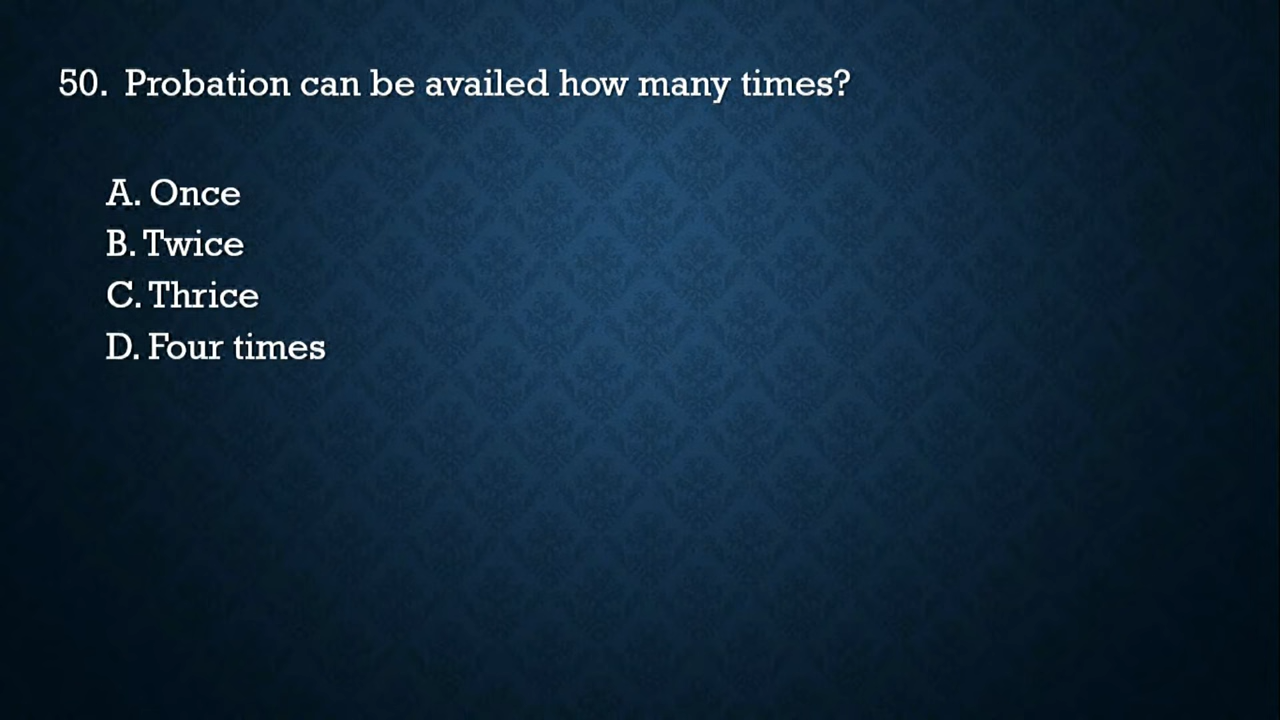 50. Probation can be availed how many times?
A. Once
B. Twice
C. Thrice
D. Four times